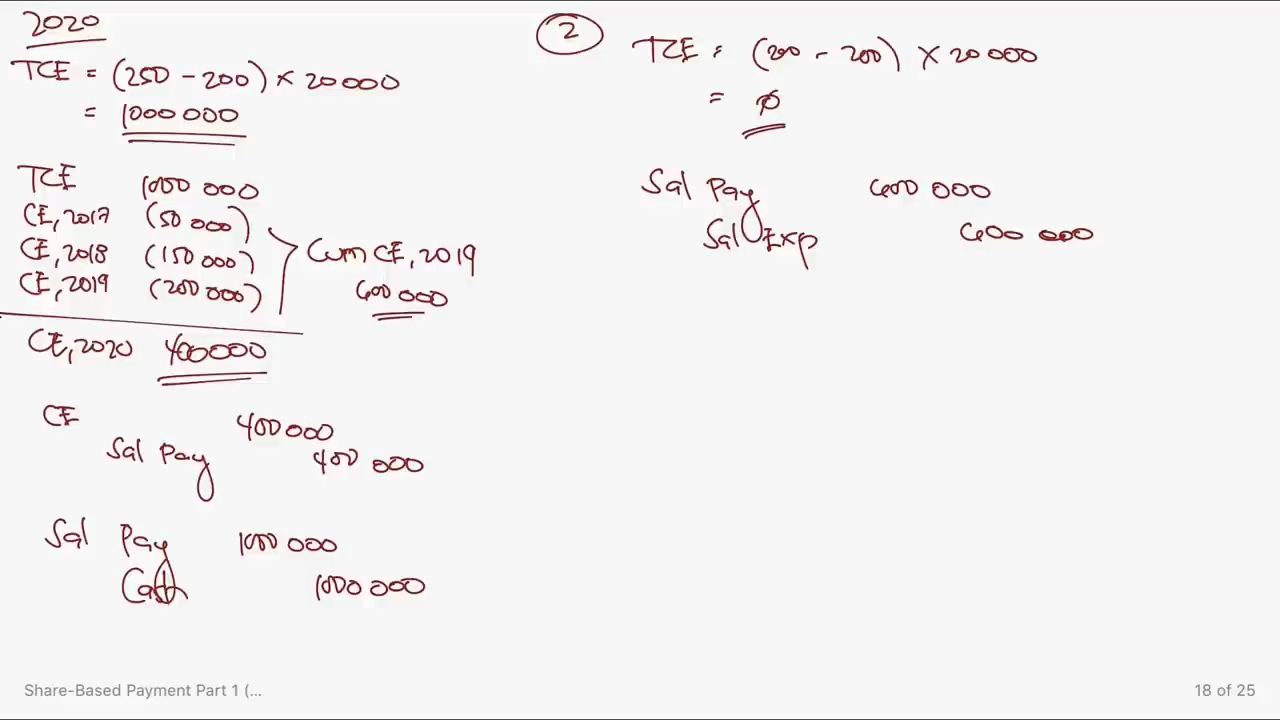 2020
TCE = (250 - 200) × 20000
= 1000 000
TCE 1000 000
CE, 2017 (50 000)
CE, 2018 (150 000)
CE, 2019 (200 000)
Cum CE, 2019
600 000
CE, 2020 400000
CE 400 000
Sal Pay 400 000
Sal Pay 1000 000
Cash 1000 000
2
TCE = (200 - 200) × 20 000
= ø
Sal Pay 600 000
Sal Exp 600 000
Share-Based Payment Part 1 (...
18 of 25